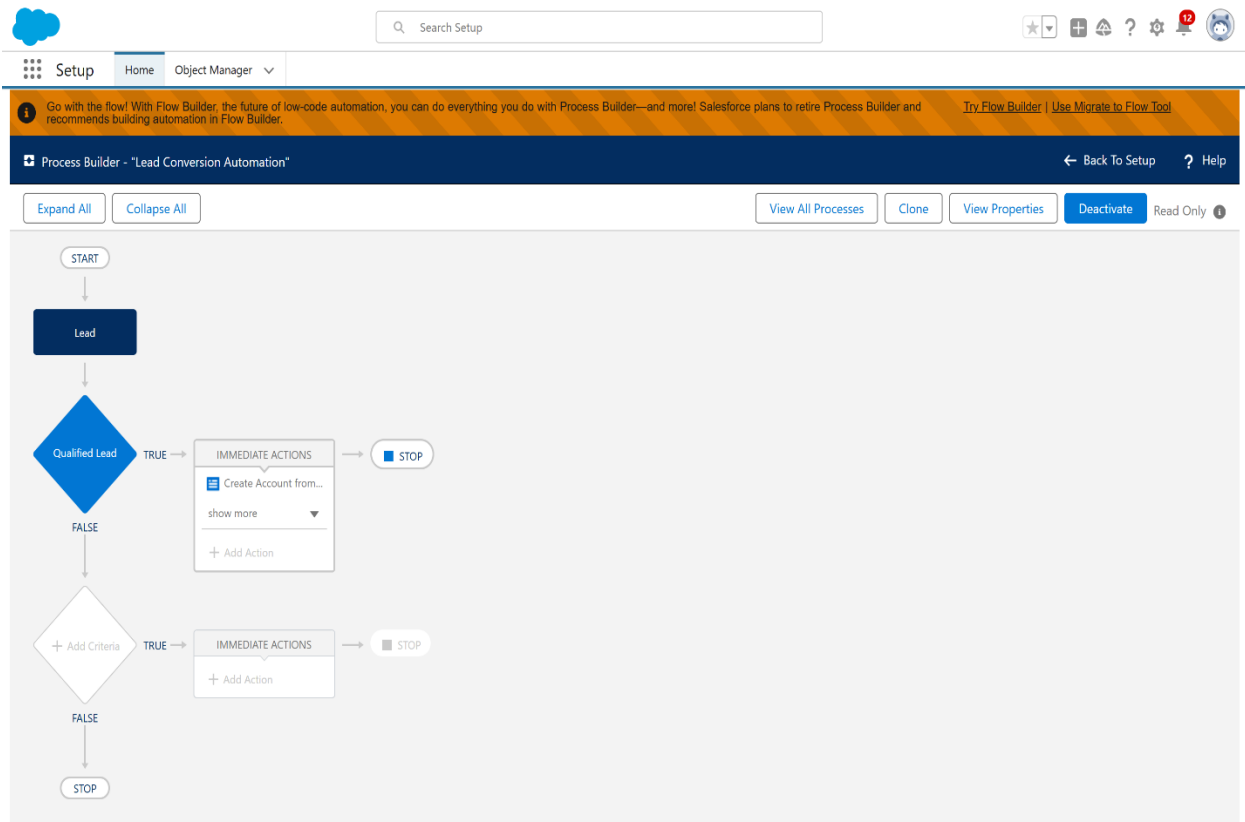 Search Setup
12
Setup
Home
Object Manager
Go with the flow! With Flow Builder, the future of low-code automation, you can do everything you do with Process Builder—and more! Salesforce plans to retire Process Builder and
recommends building automation in Flow Builder.
Try Flow Builder | Use Migrate to Flow Tool
Process Builder - "Lead Conversion Automation"
Back To Setup
? Help
Expand All
Collapse All
View All Processes
Clone
View Properties
Deactivate
Read Only
START
Lead
Qualified Lead
TRUE
IMMEDIATE ACTIONS
STOP
Create Account from...
show more
+ Add Action
FALSE
+ Add Criteria
TRUE
IMMEDIATE ACTIONS
STOP
+ Add Action
FALSE
STOP